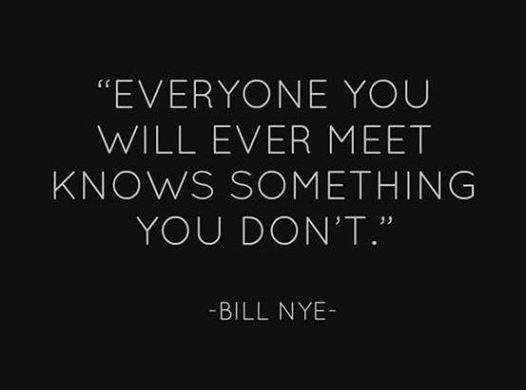 “EVERYONE YOU
WILL EVER MEET
KNOWS SOMETHING
YOU DON’T.”
-BILL NYE-